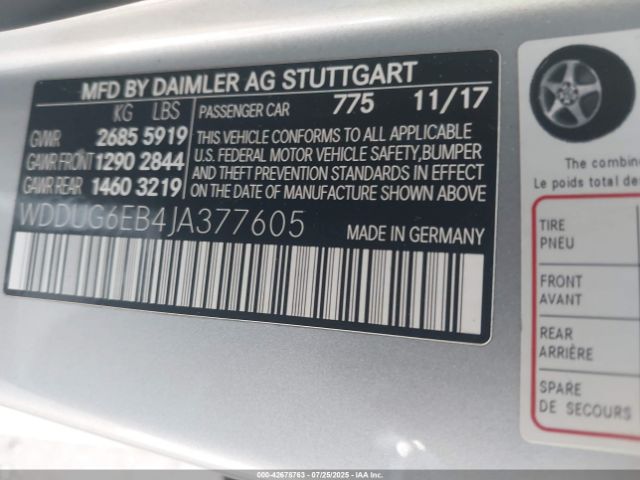 MFD BY DAIMLER AG STUTTGART
KG LBS PASSENGER CAR 775 11/17
GVWR 2685 5919
GAWR FRONT 1290 2844
GAWR REAR 1460 3219
THIS VEHICLE CONFORMS TO ALL APPLICABLE
U.S. FEDERAL MOTOR VEHICLE SAFETY,BUMPER
AND THEFT PREVENTION STANDARDS IN EFFECT
ON THE DATE OF MANUFACTURE SHOWN ABOVE
WDDUG6EB4JA377605
MADE IN GERMANY
The combine
Le poids total des
TIRE
PNEU
FRONT
AVANT
REAR
ARRIÈRE
SPARE
DE SECOURS
000-42678763 - 07/25/2025 - IAAI Inc.